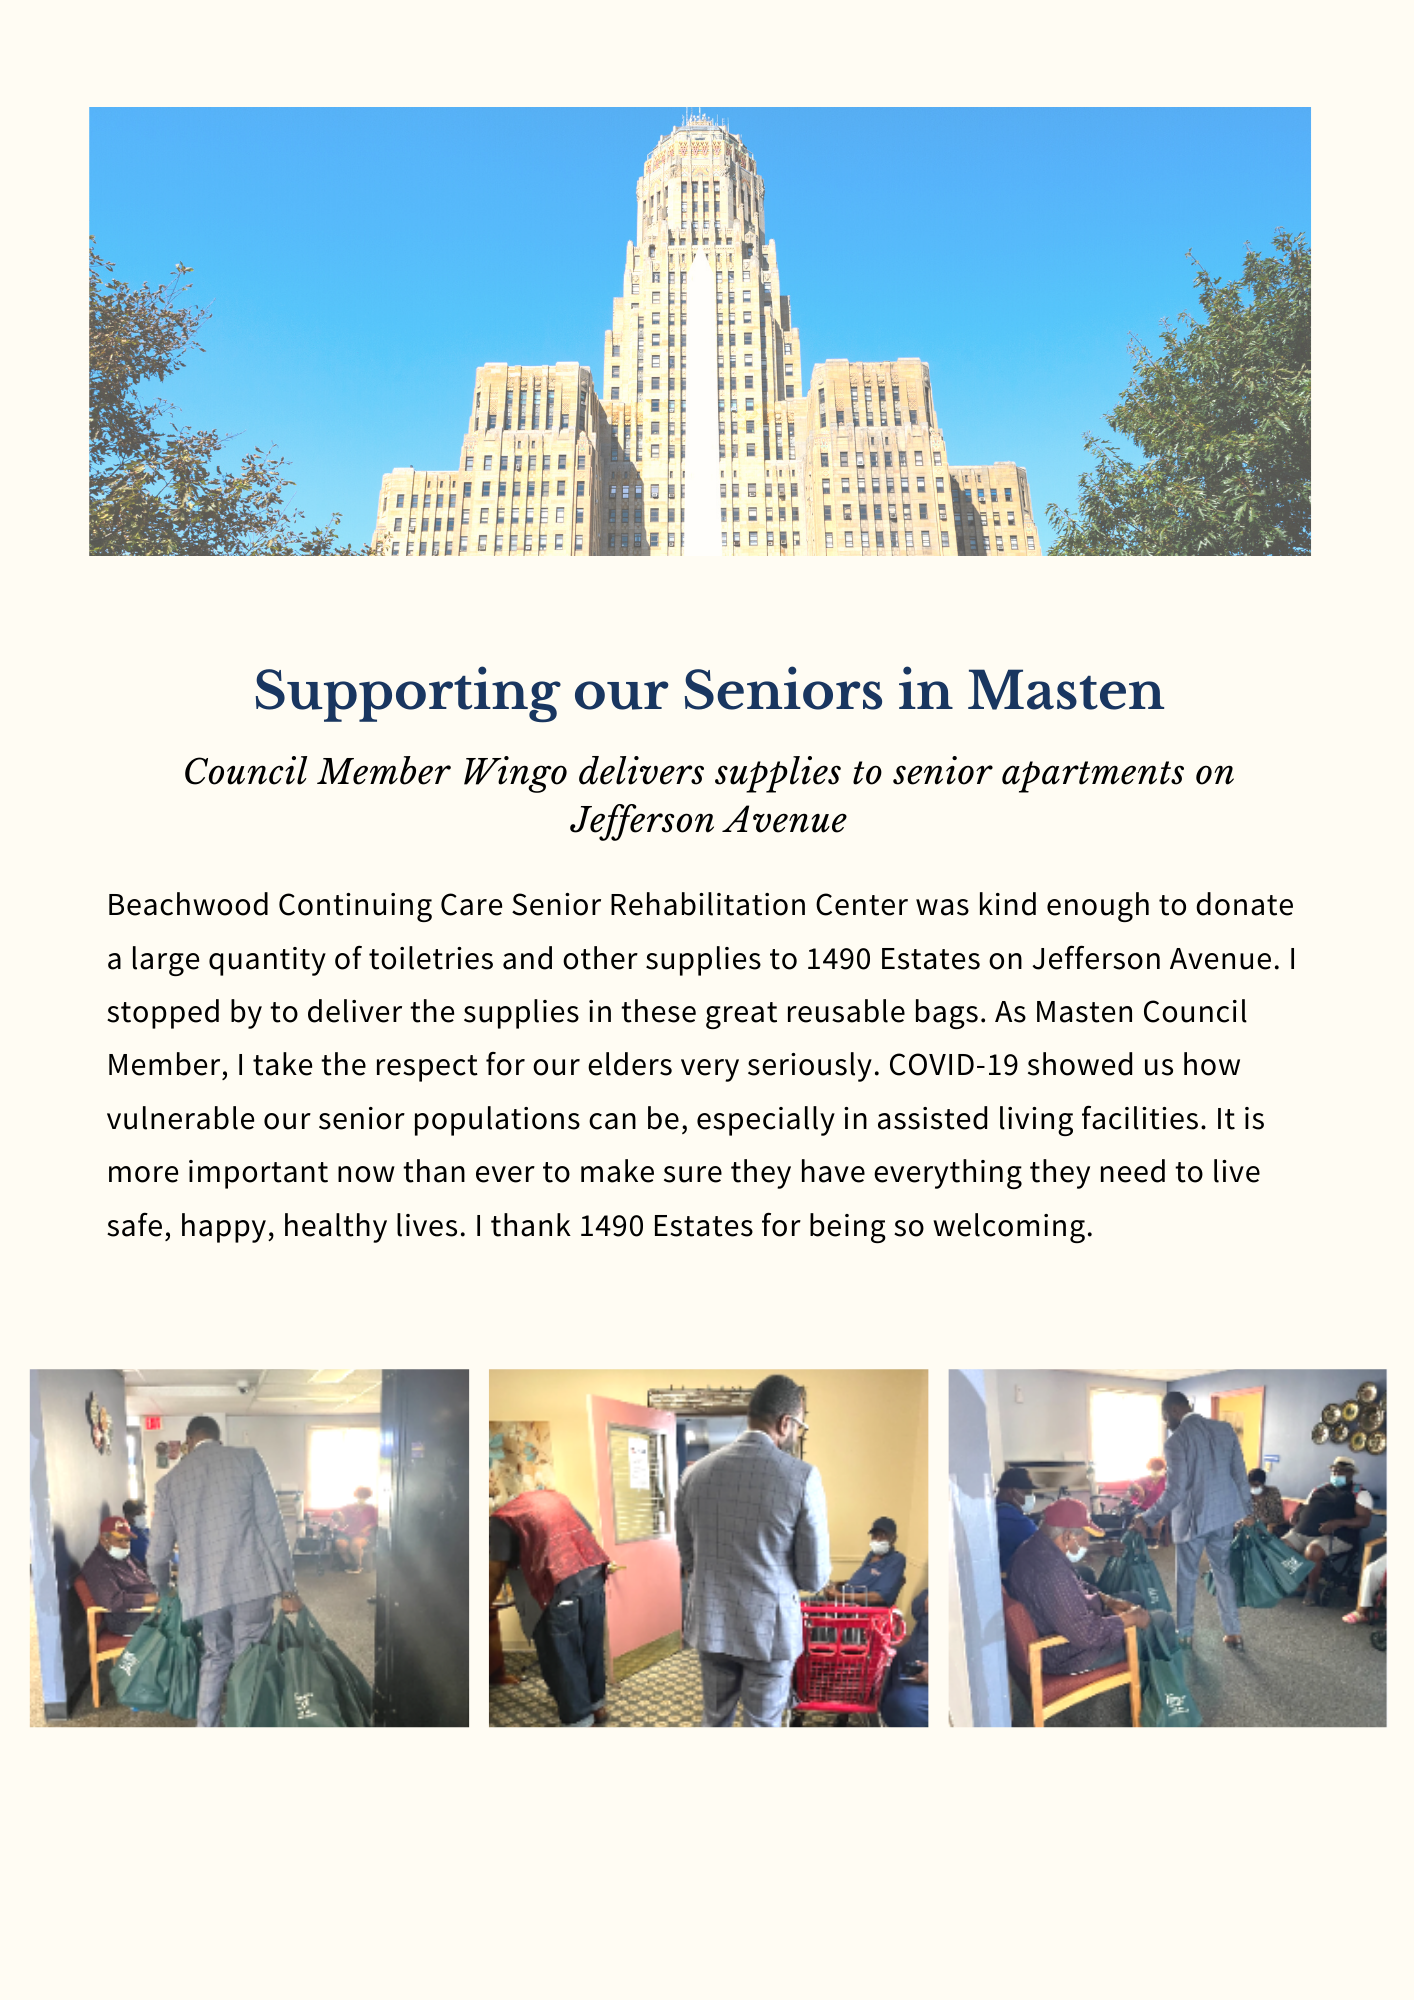 Supporting our Seniors in Masten
Council Member Wingo delivers supplies to senior apartments on
Jefferson Avenue
Beachwood Continuing Care Senior Rehabilitation Center was kind enough to donate
a large quantity of toiletries and other supplies to 1490 Estates on Jefferson Avenue. I
stopped by to deliver the supplies in these great reusable bags. As Masten Council
Member, I take the respect for our elders very seriously. COVID-19 showed us how
vulnerable our senior populations can be, especially in assisted living facilities. It is
more important now than ever to make sure they have everything they need to live
safe, happy, healthy lives. I thank 1490 Estates for being so welcoming.